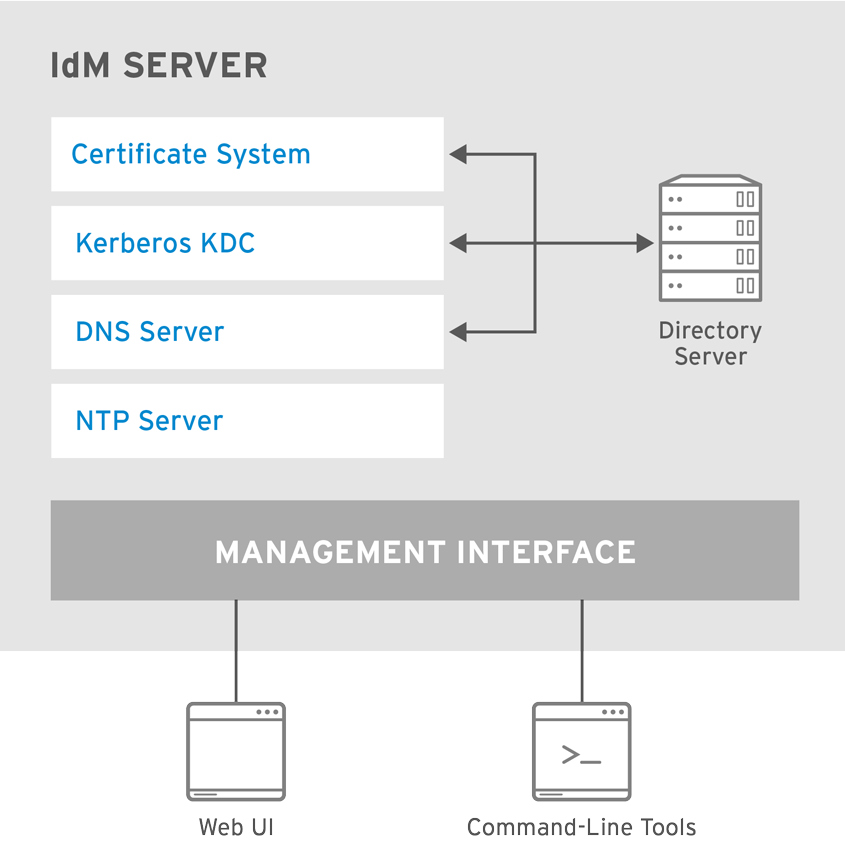 IdM SERVER
Certificate System
Kerberos KDC
DNS Server
NTP Server
Directory
Server
MANAGEMENT INTERFACE
>_
Web UI
Command-Line Tools